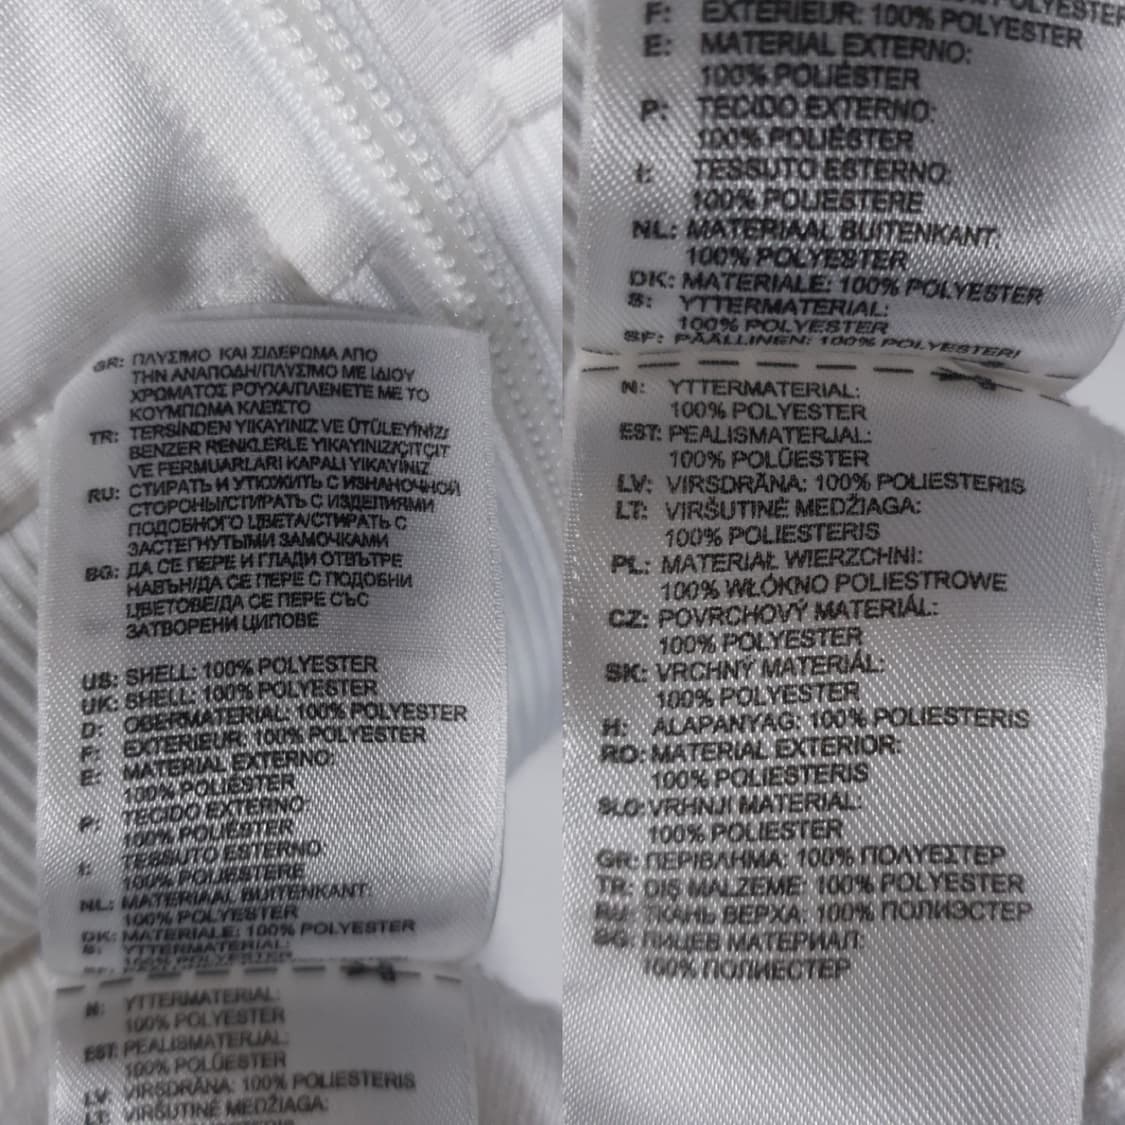 GR: ΠΛΥΣΙΜΟ ΚΑΙ ΣΙΔΕΡΩΜΑ ΑΠΟ
ΤΗΝ ΑΝΑΠΟΔΗ/ΠΛΥΣΙΜΟ ΜΕ ΙΔΙΟΥ
ΧΡΩΜΑΤΟΣ ΡΟΥΧΑ/ΠΛΕΝΕΤΕ ΜΕ ΤΟ
ΚΟΥΜΠΩΜΑ ΚΛΕΙΣΤΟ
TR: TERSİNDEN YIKAYINIZ VE ÜTÜLEYİNİZ/
BENZER RENKLERLE YIKAYINIZ/ÇITÇIT
VE FERMUARLARI KAPALI YIKAYINIZ
RU: СТИРАТЬ И УТЮЖИТЬ С ИЗНАНОЧНОЙ
СТОРОНЫ/СТИРАТЬ С ИЗДЕЛИЯМИ
ПОДОБНОГО ЦВЕТА/СТИРАТЬ С
ЗАСТЕГНУТЫМИ ЗАМОЧКАМИ
BG: ДА СЕ ПЕРЕ И ГЛАДИ ОТВЪТРЕ
НАВЪН/ДА СЕ ПЕРЕ С ПОДОБНИ
ЦВЕТОВЕ/ДА СЕ ПЕРЕ СЪС
ЗАТВОРЕНИ ЦИПОВЕ
US: SHELL: 100% POLYESTER
UK: SHELL: 100% POLYESTER
D: OBERMATERIAL: 100% POLYESTER
F: EXTERIEUR: 100% POLYESTER
E: MATERIAL EXTERNO:
100% POLIÉSTER
P: TECIDO EXTERNO:
100% POLIÉSTER
I: TESSUTO ESTERNO:
100% POLIESTERE
NL: MATERIAAL BUITENKANT:
100% POLYESTER
DK: MATERIALE: 100% POLYESTER
S: YTTERMATERIAL:
100% POLYESTER
N: YTTERMATERIAL:
100% POLYESTER
EST: PEALISMATERJAL:
100% POLÜESTER
LV: VIRSDRĀNA: 100% POLIESTERIS
LT: VIRŠUTINĖ MEDŽIAGA:
F: EXTERIEUR: 100% POLYESTER
E: MATERIAL EXTERNO:
100% POLIÉSTER
P: TECIDO EXTERNO:
100% POLIÉSTER
I: TESSUTO ESTERNO:
100% POLIESTERE
NL: MATERIAAL BUITENKANT:
100% POLYESTER
DK: MATERIALE: 100% POLYESTER
S: YTTERMATERIAL:
100% POLYESTER
SF: PÄÄLLINEN: 100% POLYESTERI
N: YTTERMATERIAL:
100% POLYESTER
EST: PEALISMATERJAL:
100% POLÜESTER
LV: VIRSDRĀNA: 100% POLIESTERIS
LT: VIRŠUTINĖ MEDŽIAGA:
100% POLIESTERIS
PL: MATERIAŁ WIERZCHNI:
100% WŁÓKNO POLIESTROWE
CZ: POVRCHOVÝ MATERIÁL:
100% POLYESTER
SK: VRCHNÝ MATERIÁL:
100% POLYESTER
H: ALAPANYAG: 100% POLIESTERIS
RO: MATERIAL EXTERIOR:
100% POLIESTERIS
SLO: VRHNJI MATERIAL:
100% POLIESTER
GR: ΠΕΡΙΒΛΗΜΑ: 100% ΠΟΛΥΕΣΤΕΡ
TR: DIŞ MALZEME: 100% POLYESTER
RU: ТКАНЬ ВЕРХА: 100% ПОЛИЭСТЕР
BG: ЛИЦЕВ МАТЕРИАЛ:
100% ПОЛИЕСТЕР